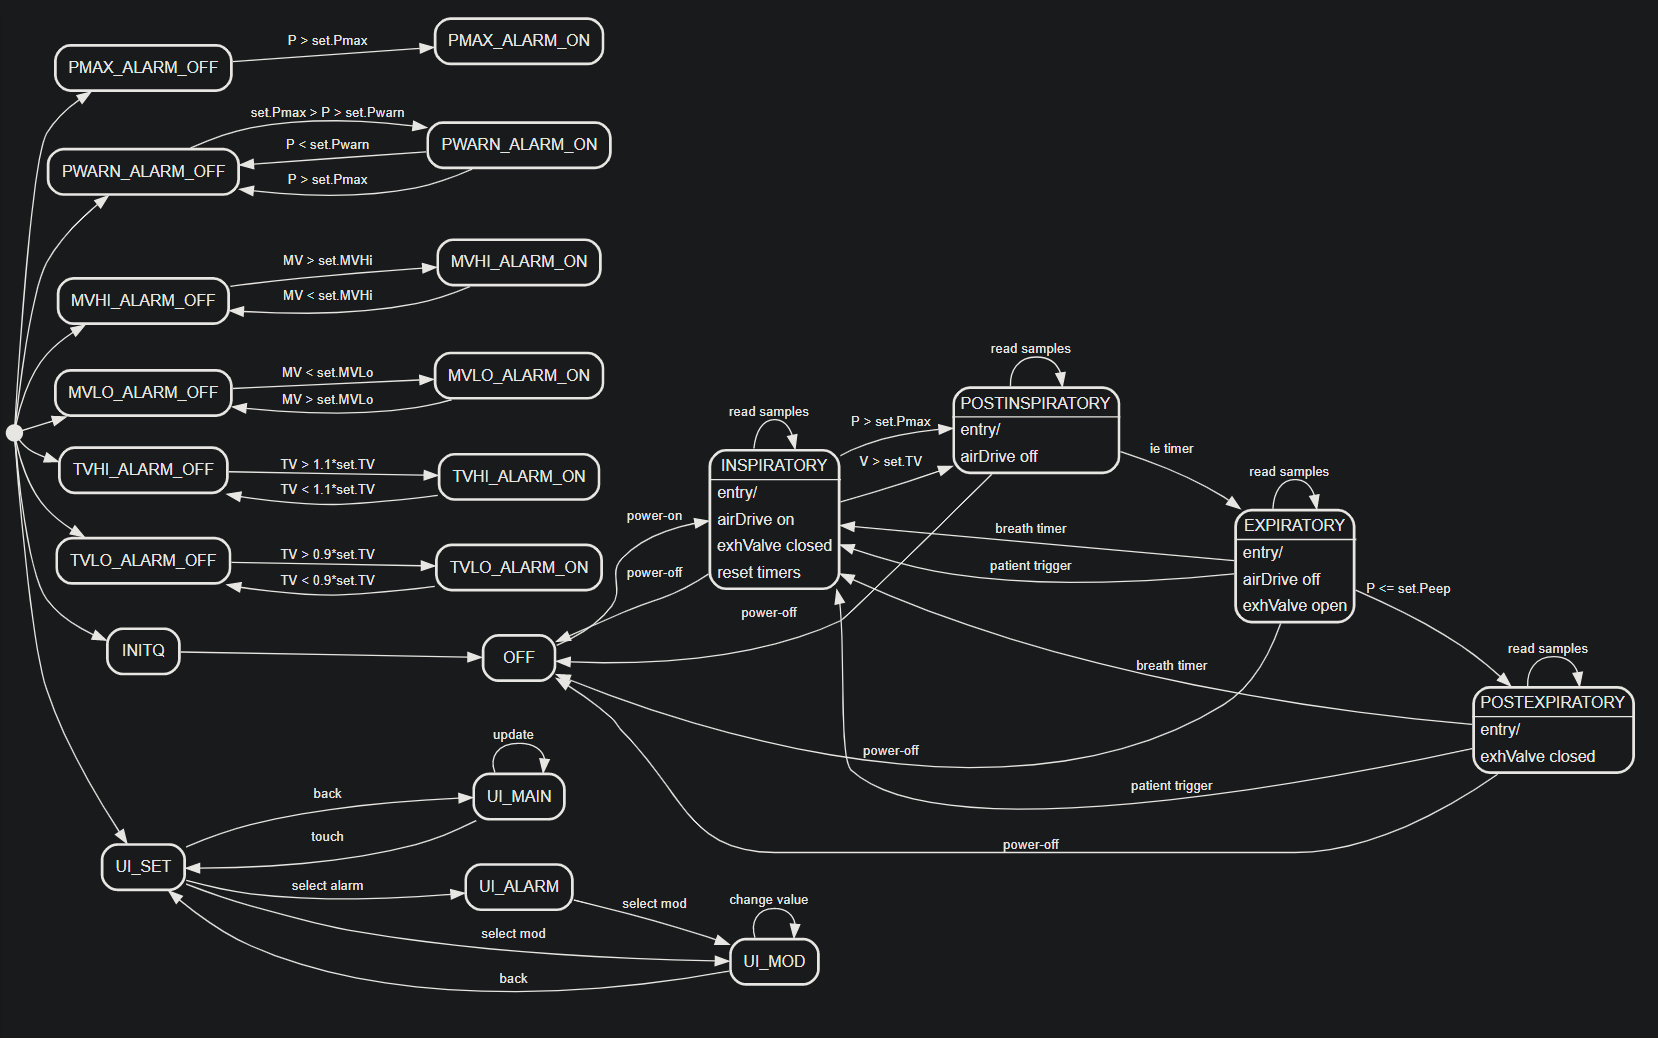 PMAX_ALARM_OFF
P > set.Pmax
PMAX_ALARM_ON
PWARN_ALARM_OFF
set.Pmax > P > set.Pwarn
P < set.Pwarn
P > set.Pmax
PWARN_ALARM_ON
MVHI_ALARM_OFF
MV > set.MVHi
MV < set.MVHi
MVHI_ALARM_ON
MVLO_ALARM_OFF
MV < set.MVLo
MV > set.MVLo
MVLO_ALARM_ON
TVHI_ALARM_OFF
TV > 1.1*set.TV
TV < 1.1*set.TV
TVHI_ALARM_ON
TVLO_ALARM_OFF
TV > 0.9*set.TV
TV < 0.9*set.TV
TVLO_ALARM_ON
INITQ
OFF
power-on
power-off
read samples
INSPIRATORY
entry/
airDrive on
exhValve closed
reset timers
P > set.Pmax
V > set.TV
read samples
POSTINSPIRATORY
entry/
airDrive off
ie timer
power-off
breath timer
patient trigger
read samples
EXPIRATORY
entry/
airDrive off
exhValve open
P <= set.Peep
breath timer
power-off
patient trigger
power-off
read samples
POSTEXPIRATORY
entry/
exhValve closed
update
UI_MAIN
back
touch
UI_SET
select alarm
UI_ALARM
select mod
select mod
back
change value
UI_MOD